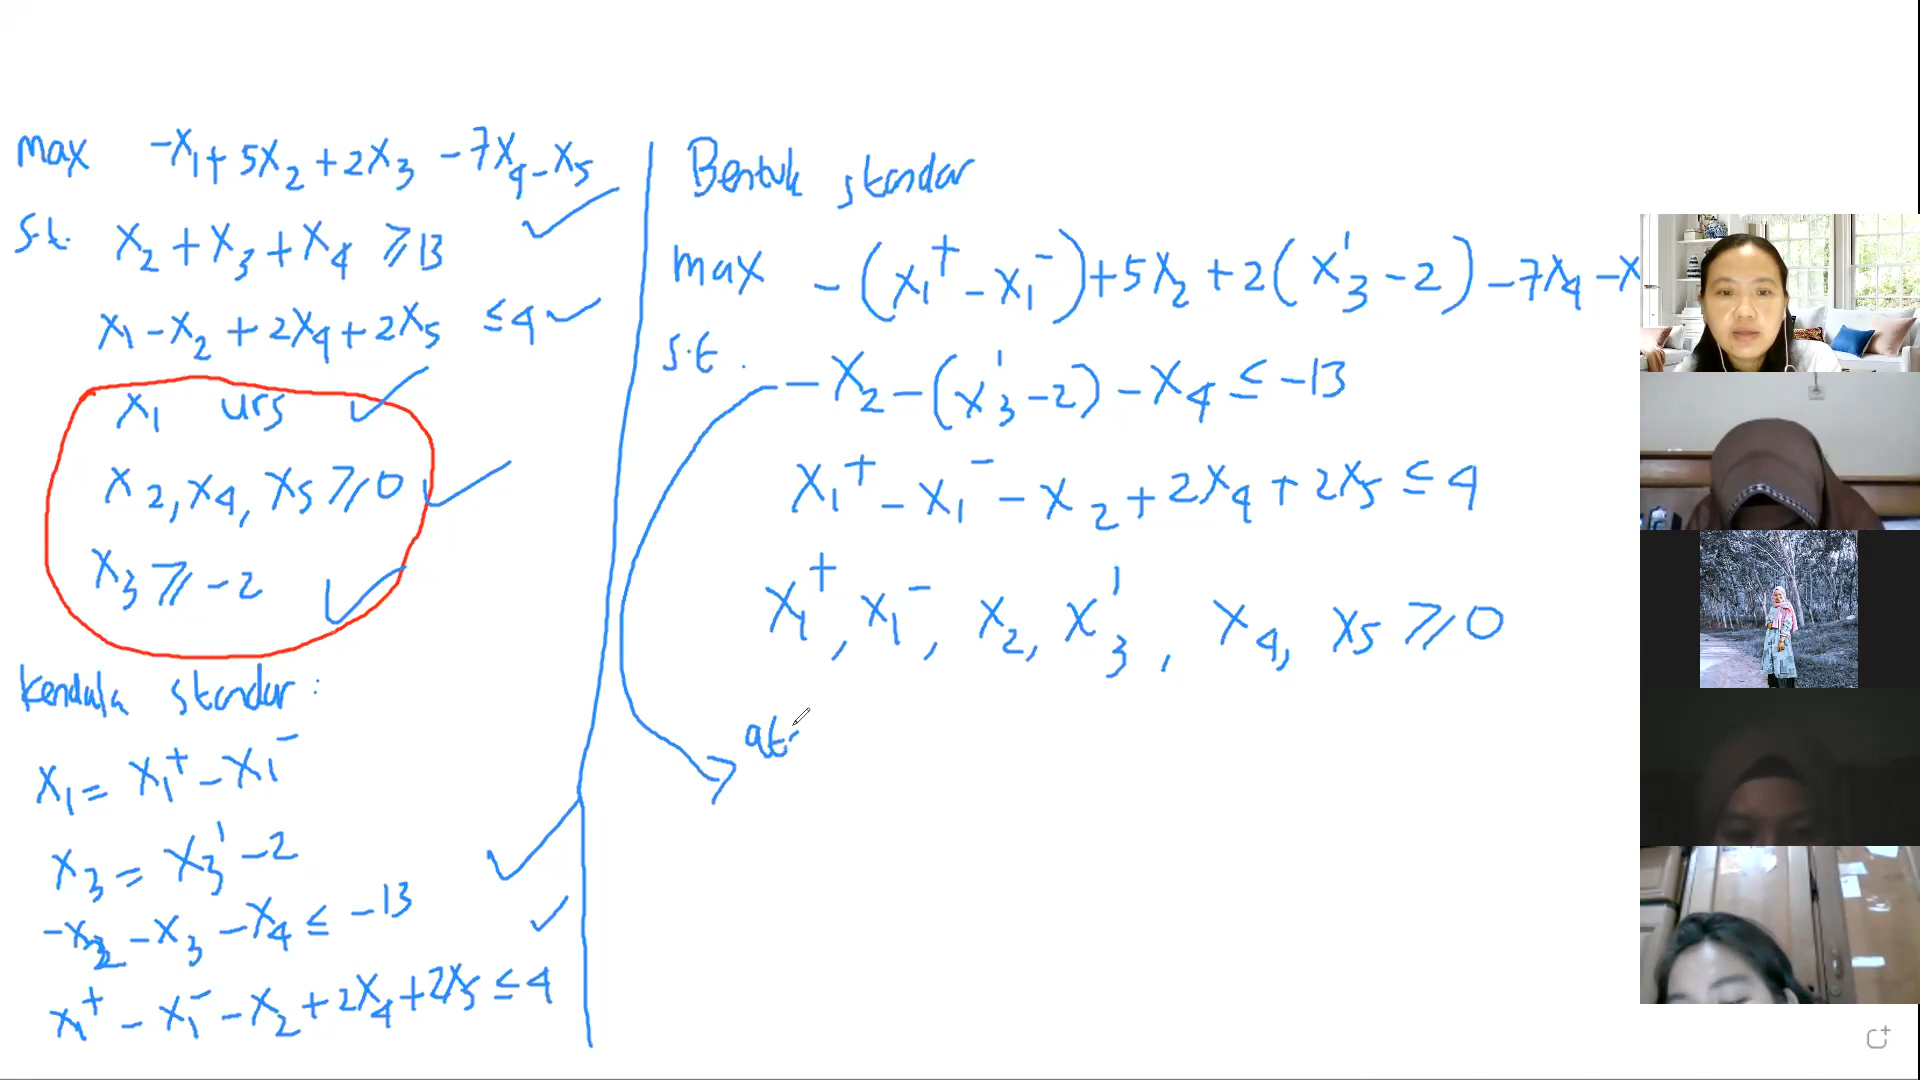 max -x₁ + 5x₂ + 2x₃ - 7x₄ - x₅
s.t. x₂ + x₃ + x₄ ≥ 13
x₁ - x₂ + 2x₄ + 2x₅ ≤ 4
x₁ urs
x₂, x₄, x₅ ≥ 0
x₃ ≥ -2
kendala standar :
x₁ = x₁⁺ - x₁⁻
x₃ = x₃' - 2
-x₂ - x₃ - x₄ ≤ -13
x₁⁺ - x₁⁻ - x₂ + 2x₄ + 2x₅ ≤ 4
Bentuk standar
max -(x₁⁺ - x₁⁻) + 5x₂ + 2(x₃' - 2) - 7x₄ - x
s.t. -x₂ - (x₃' - 2) - x₄ ≤ -13
x₁⁺ - x₁⁻ - x₂ + 2x₄ + 2x₅ ≤ 4
x₁⁺, x₁⁻, x₂, x₃', x₄, x₅ ≥ 0